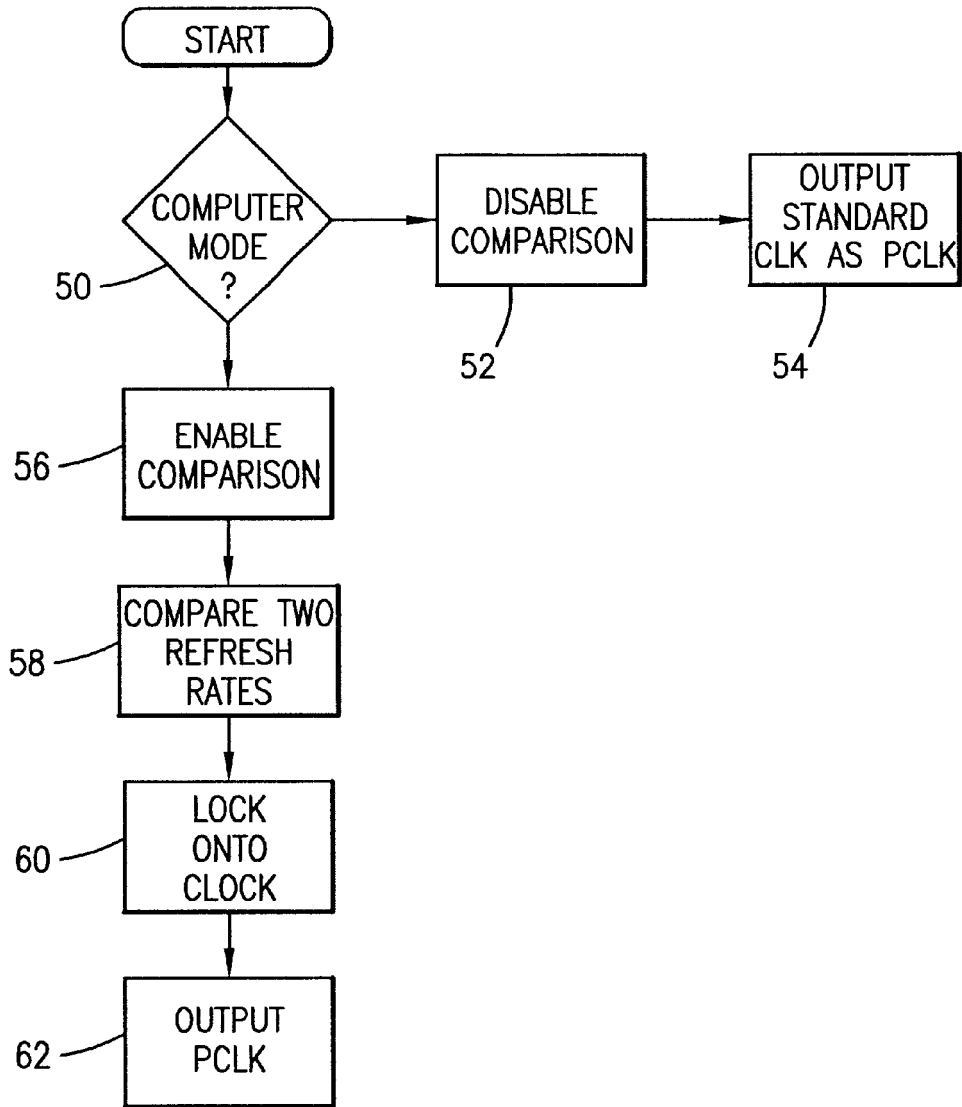 START
COMPUTER
MODE
?
50
DISABLE
COMPARISON
52
OUTPUT
STANDARD
CLK AS PCLK
54
ENABLE
COMPARISON
56
COMPARE TWO
REFRESH
RATES
58
LOCK
ONTO
CLOCK
60
OUTPUT
PCLK
62